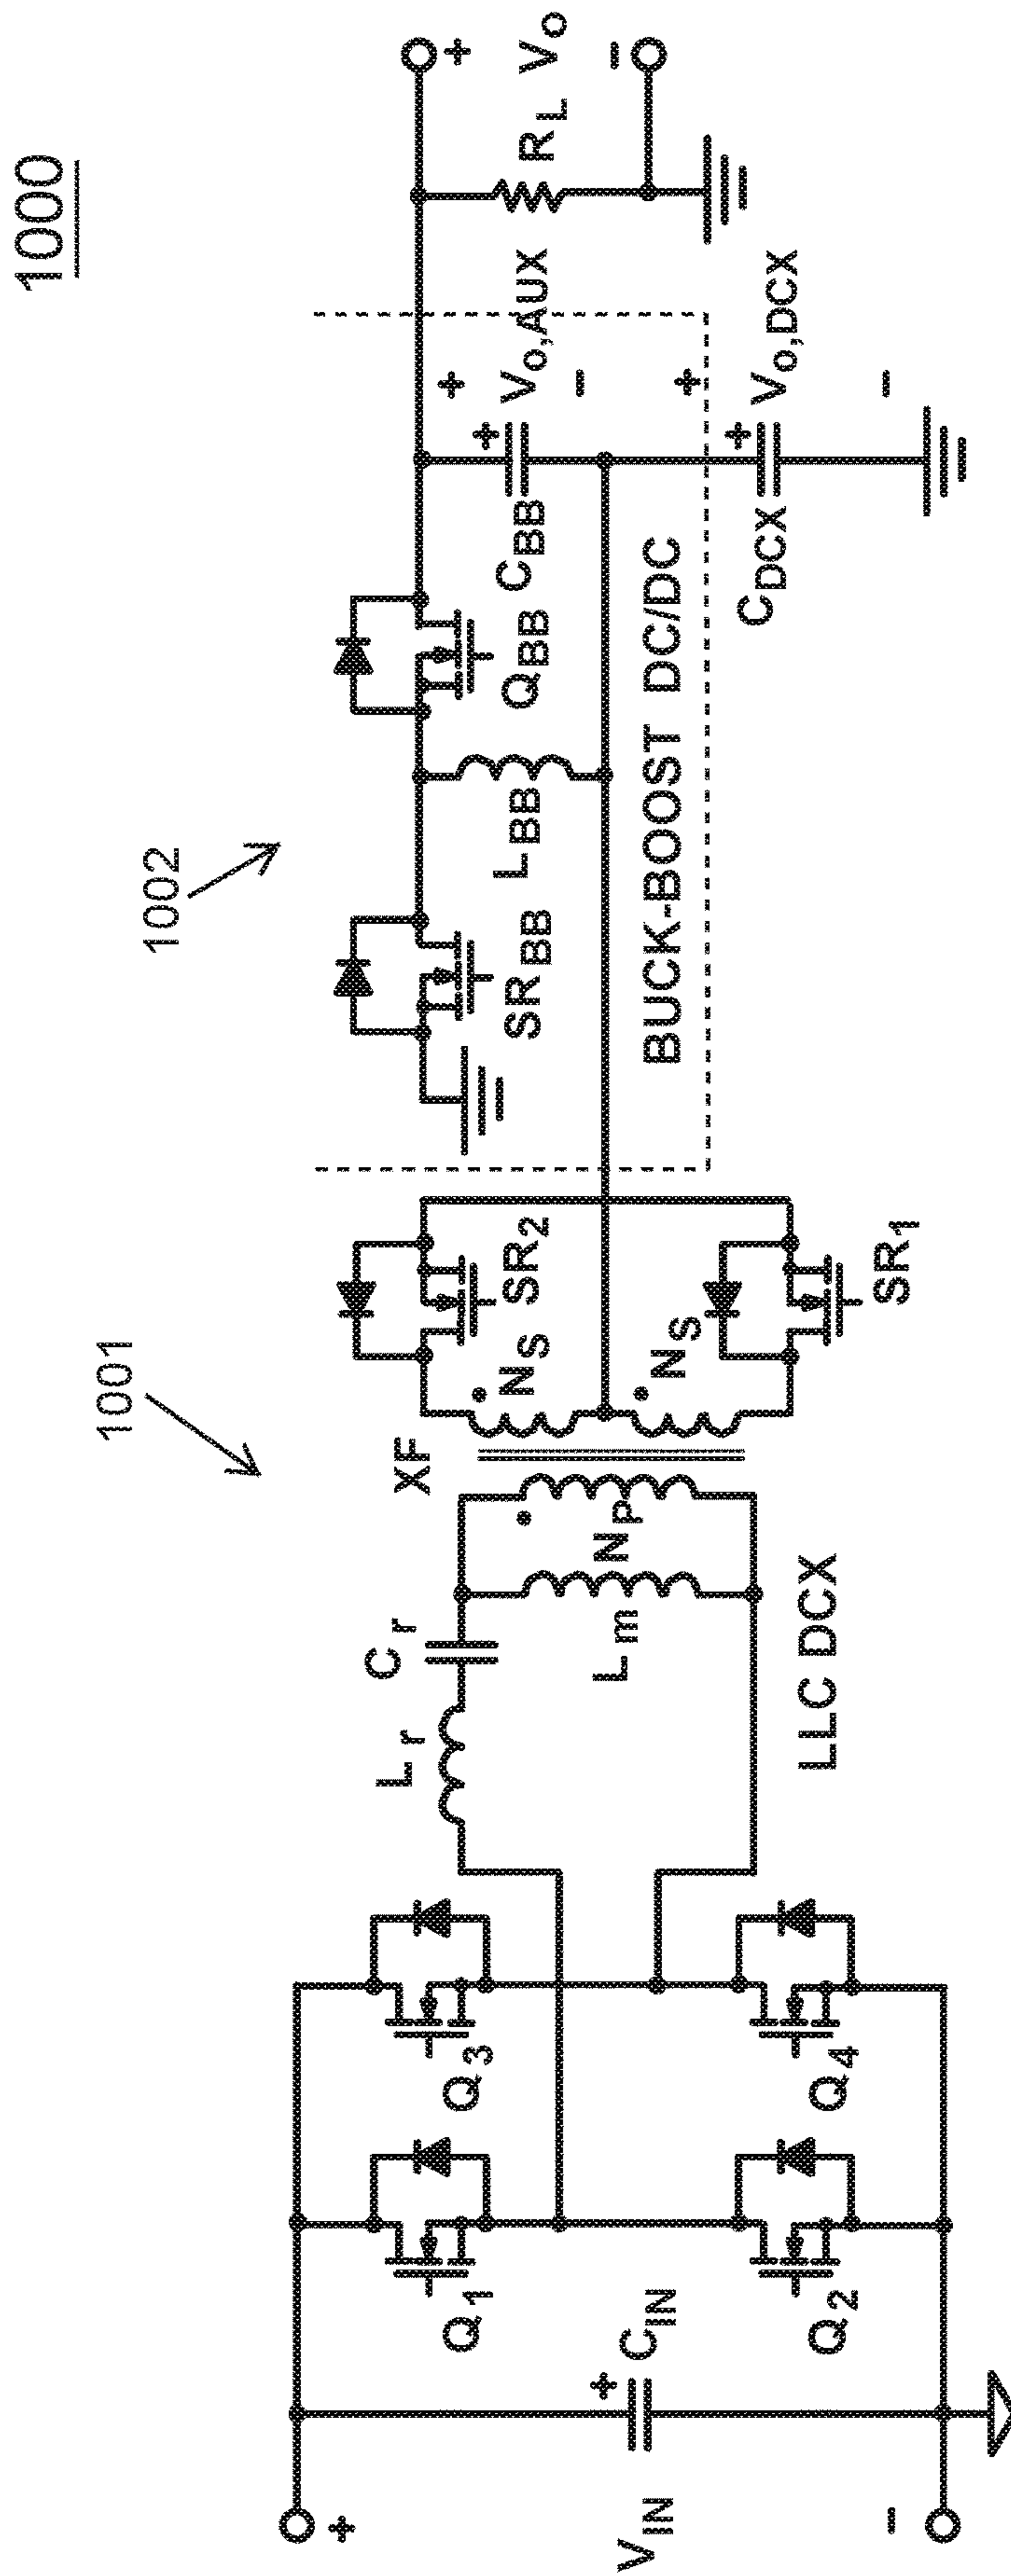 1000
1001
1002
V_IN
+
-
C_IN
+
Q_1
Q_2
Q_3
Q_4
L_r
C_r
L_m
N_P
LLC DCX
XF
N_S
N_S
SR_2
SR_1
SR_BB
L_BB
Q_BB
C_BB
+
BUCK-BOOST DC/DC
+
V_O,AUX
-
C_DCX
+
+
V_O,DCX
-
R_L
+
V_O
-